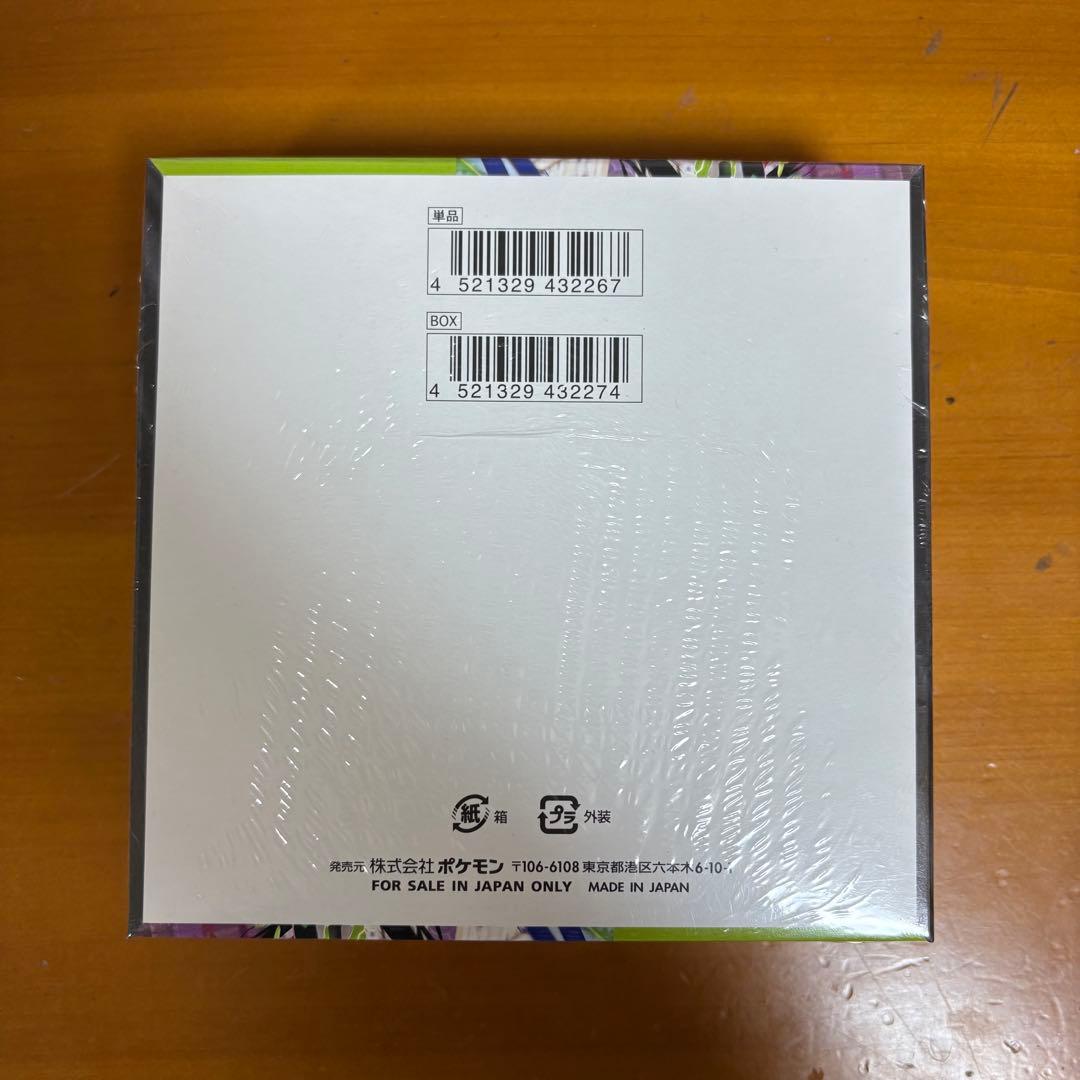 単品
4 521329 432267
BOX
4 521329 432274
紙 箱 プラ 外装
発売元 株式会社ポケモン 〒106-6108 東京都港区六本木6-10-1
FOR SALE IN JAPAN ONLY MADE IN JAPAN